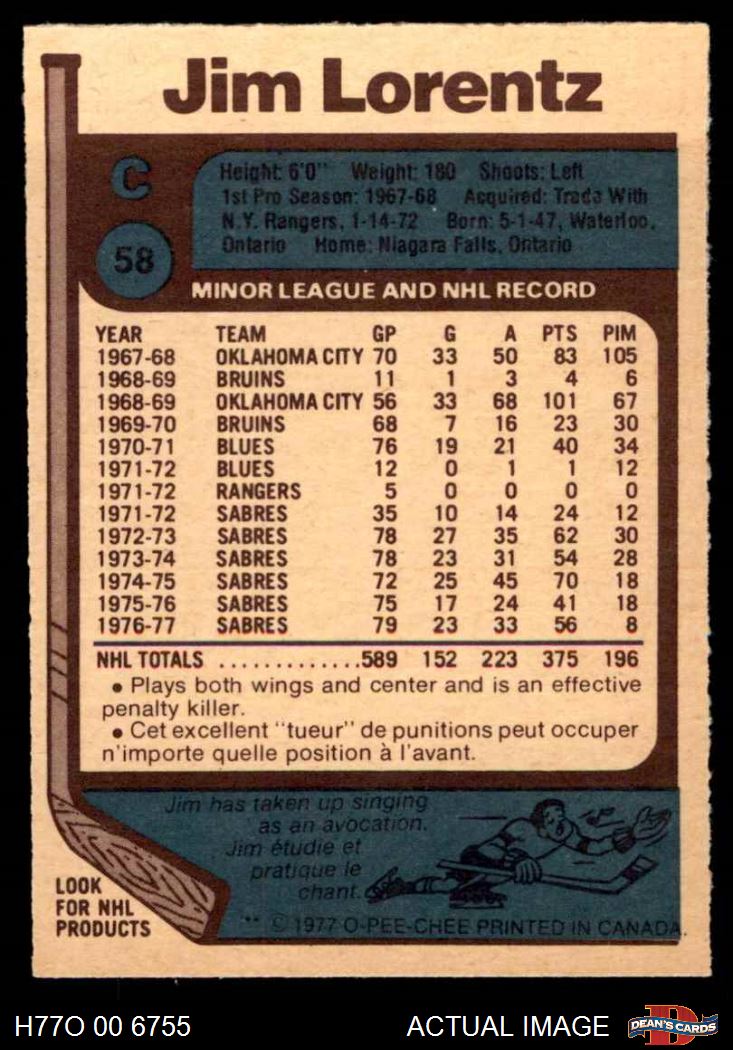 Jim Lorentz
C
Height: 6'0" Weight: 180 Shoots: Left
1st Pro Season: 1967-68 Acquired: Trade With
N.Y. Rangers, 1-14-72 Born: 5-1-47, Waterloo,
Ontario Home: Niagara Falls, Ontario
58
MINOR LEAGUE AND NHL RECORD
YEAR TEAM GP G A PTS PIM
1967-68 OKLAHOMA CITY 70 33 50 83 105
1968-69 BRUINS 11 1 3 4 6
1968-69 OKLAHOMA CITY 56 33 68 101 67
1969-70 BRUINS 68 7 16 23 30
1970-71 BLUES 76 19 21 40 34
1971-72 BLUES 12 0 1 1 12
1971-72 RANGERS 5 0 0 0 0
1971-72 SABRES 35 10 14 24 12
1972-73 SABRES 78 27 35 62 30
1973-74 SABRES 78 23 31 54 28
1974-75 SABRES 72 25 45 70 18
1975-76 SABRES 75 17 24 41 18
1976-77 SABRES 79 23 33 56 8
NHL TOTALS .............589 152 223 375 196
• Plays both wings and center and is an effective
penalty killer.
• Cet excellent "tueur" de punitions peut occuper
n'importe quelle position à l'avant.
Jim has taken up singing
as an avocation.
Jim étudie et
pratique le
chant.
LOOK
FOR NHL
PRODUCTS
** © 1977 O-PEE-CHEE PRINTED IN CANADA.
H77O 00 6755 ACTUAL IMAGE DEAN'S CARDS